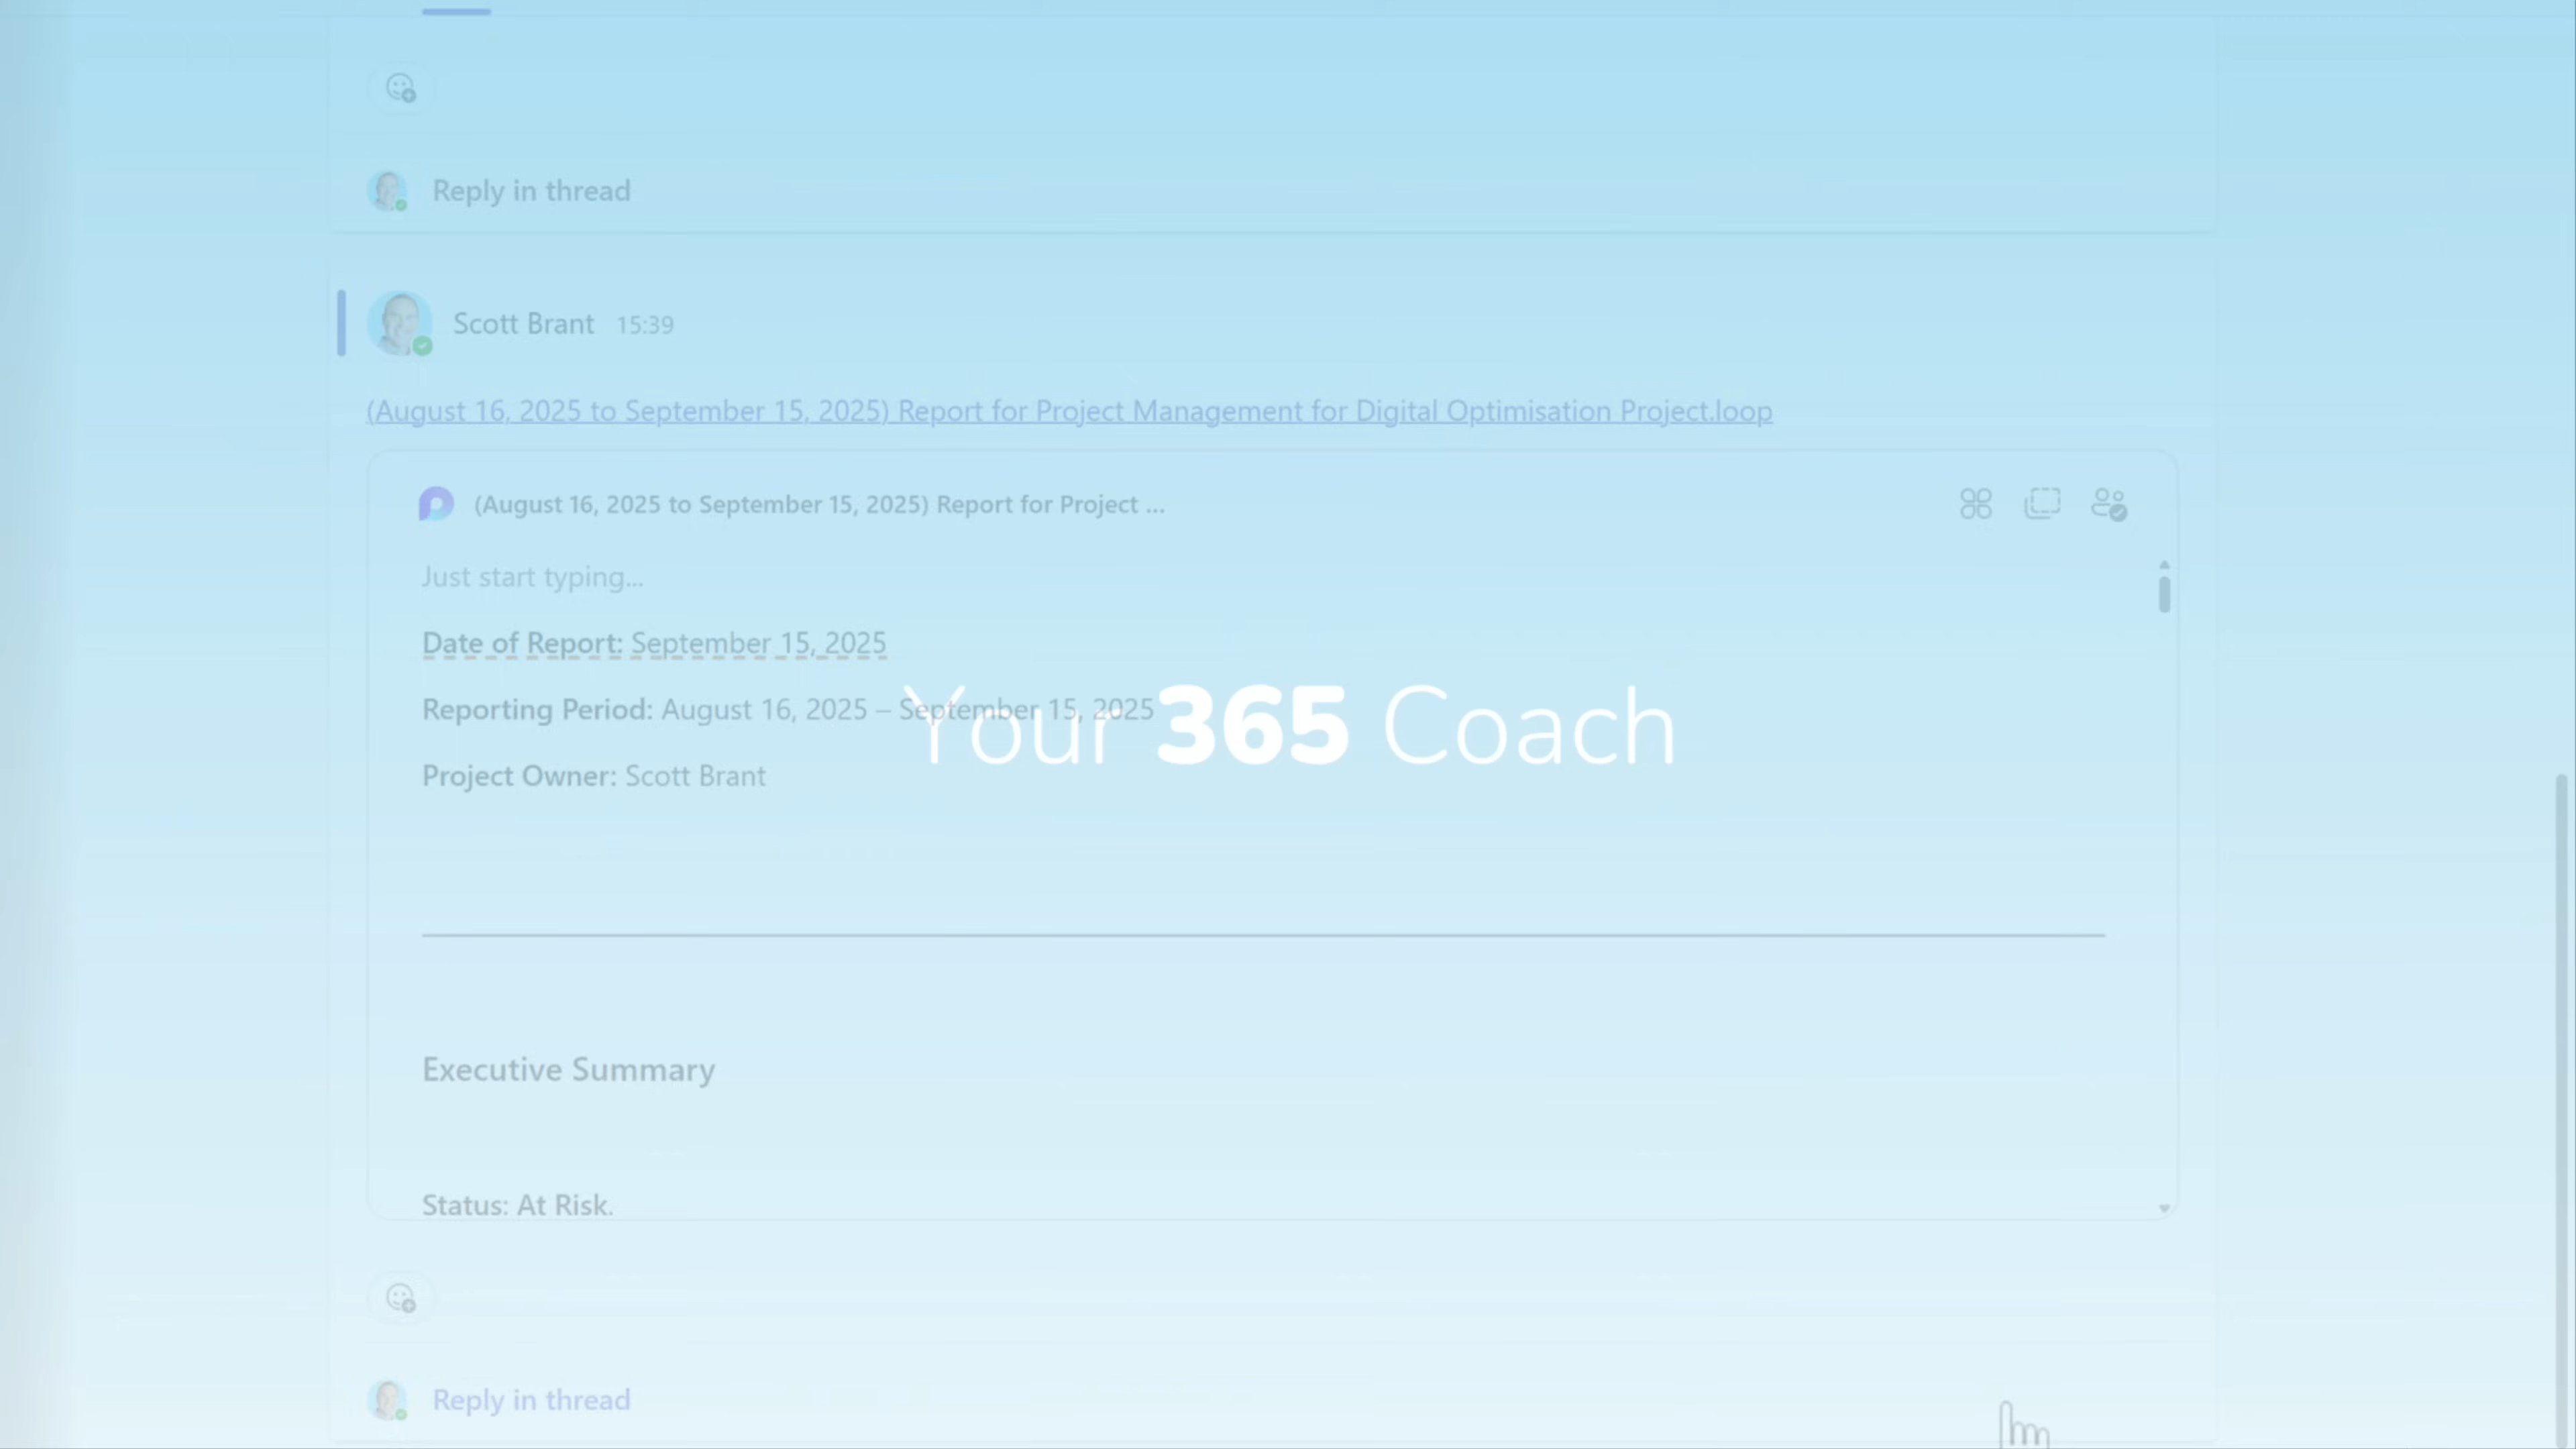 Reply in thread
Scott Brant 15:39
(August 16, 2025 to September 15, 2025) Report for Project Management for Digital Optimisation Project.loop
(August 16, 2025 to September 15, 2025) Report for Project ...
Just start typing...
Date of Report: September 15, 2025
Reporting Period: August 16, 2025 – September 15, 2025
Your 365 Coach
Project Owner: Scott Brant
Executive Summary
Status: At Risk.
Reply in thread